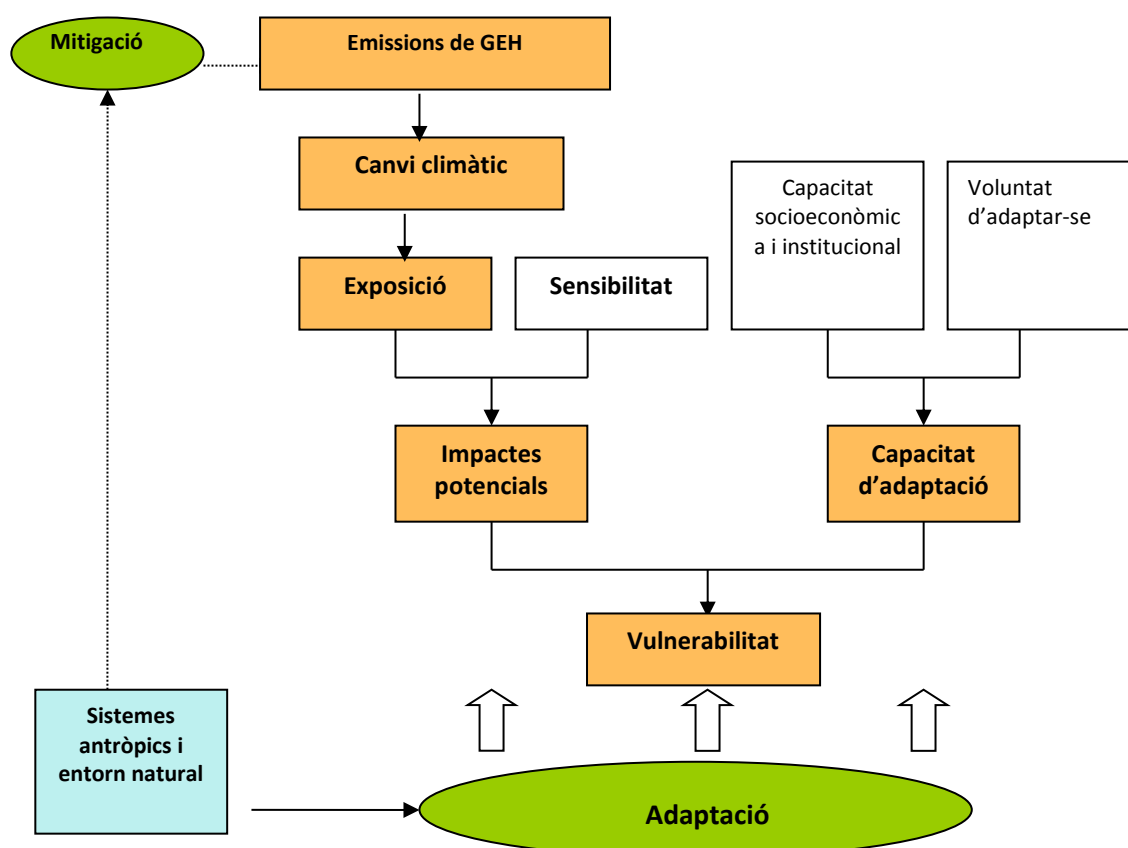 Mitigació
Emissions de GEH
Canvi climàtic
Capacitat
socioeconòmic
a i institucional
Voluntat
d’adaptar-se
Exposició
Sensibilitat
Impactes
potencials
Capacitat
d’adaptació
Vulnerabilitat
Sistemes
antròpics i
entorn natural
Adaptació